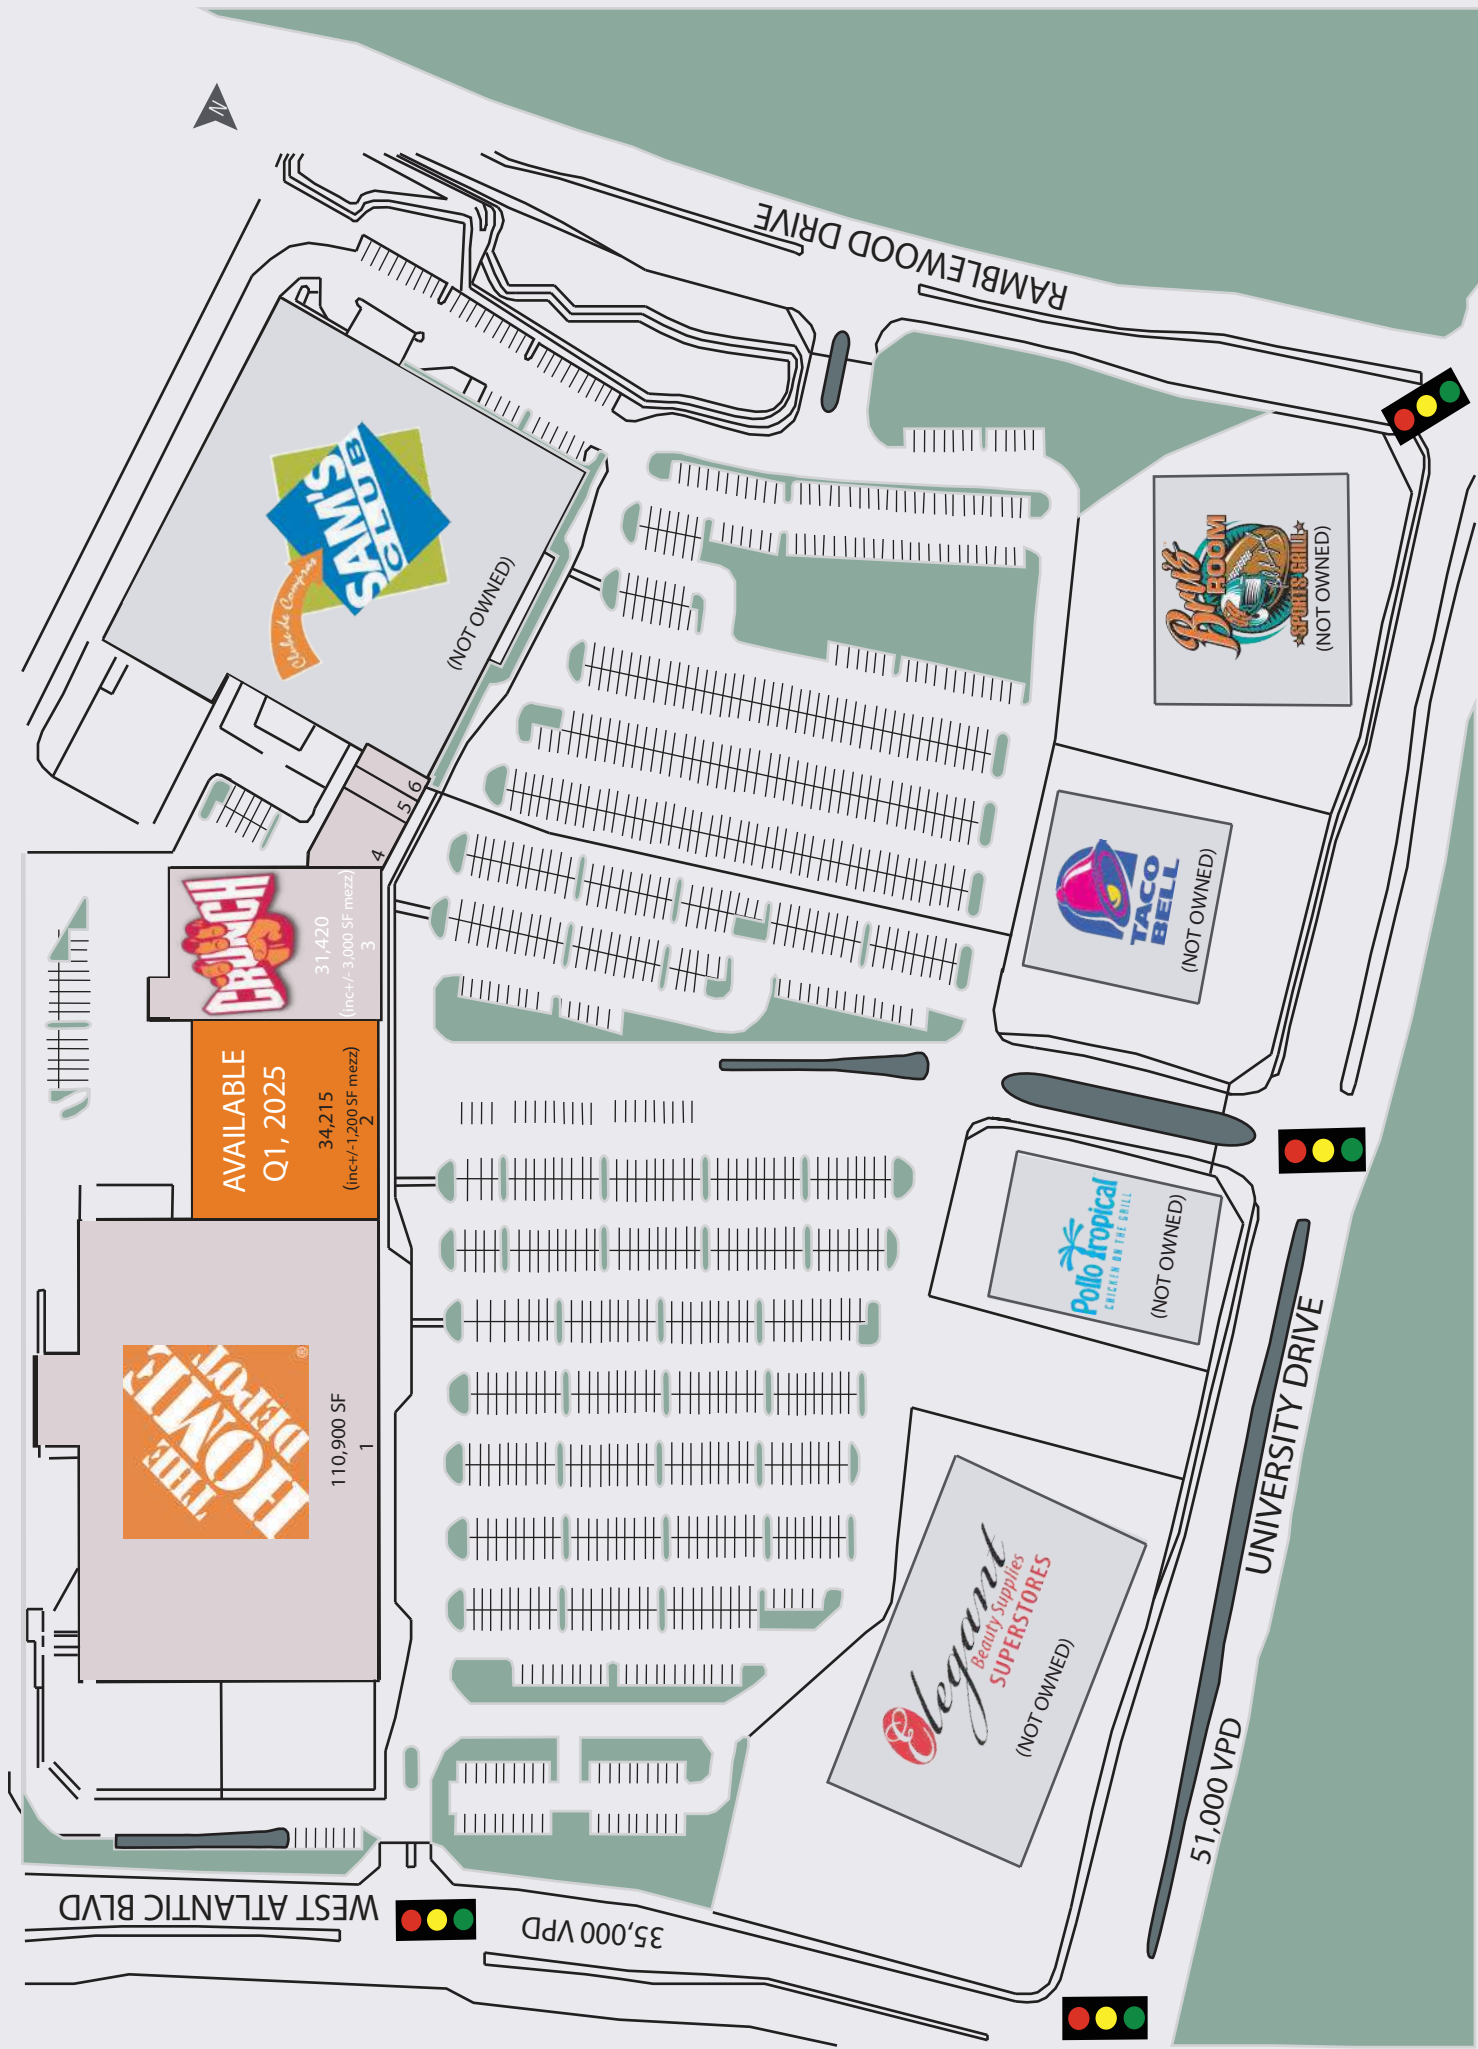 N
RAMBLEWOOD DRIVE
Clube de Compras
SAM'S
CLUB
(NOT OWNED)
Bru's
ROOM
SPORTS GRILL
(NOT OWNED)
6
5
4
CRUNCH
31,420
(inc+/- 3,000 SF mezz)
3
TACO
BELL
(NOT OWNED)
AVAILABLE
Q1, 2025
34,215
(inc+/-1,200 SF mezz)
2
Pollo Tropical
CHICKEN ON THE GRILL
(NOT OWNED)
THE
HOME
DEPOT
®
110,900 SF
1
UNIVERSITY DRIVE
Elegant
Beauty Supplies
SUPERSTORES
(NOT OWNED)
51,000 VPD
WEST ATLANTIC BLVD
35,000 VPD